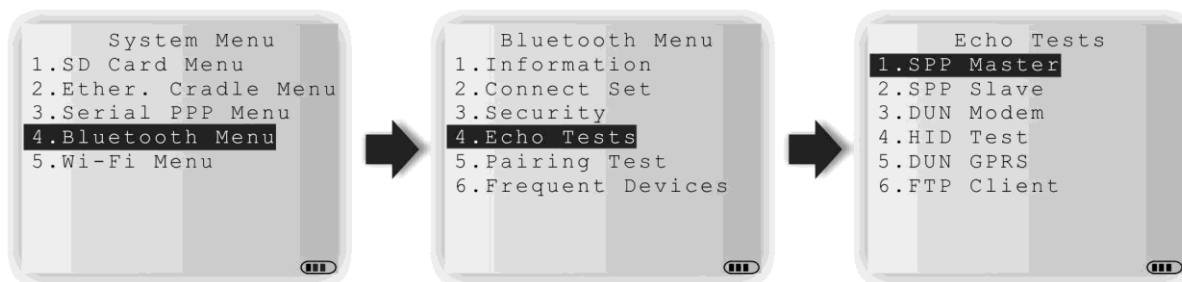 System Menu
1.SD Card Menu
2.Ether. Cradle Menu
3.Serial PPP Menu
4.Bluetooth Menu
5.Wi-Fi Menu
Bluetooth Menu
1.Information
2.Connect Set
3.Security
4.Echo Tests
5.Pairing Test
6.Frequent Devices
Echo Tests
1.SPP Master
2.SPP Slave
3.DUN Modem
4.HID Test
5.DUN GPRS
6.FTP Client